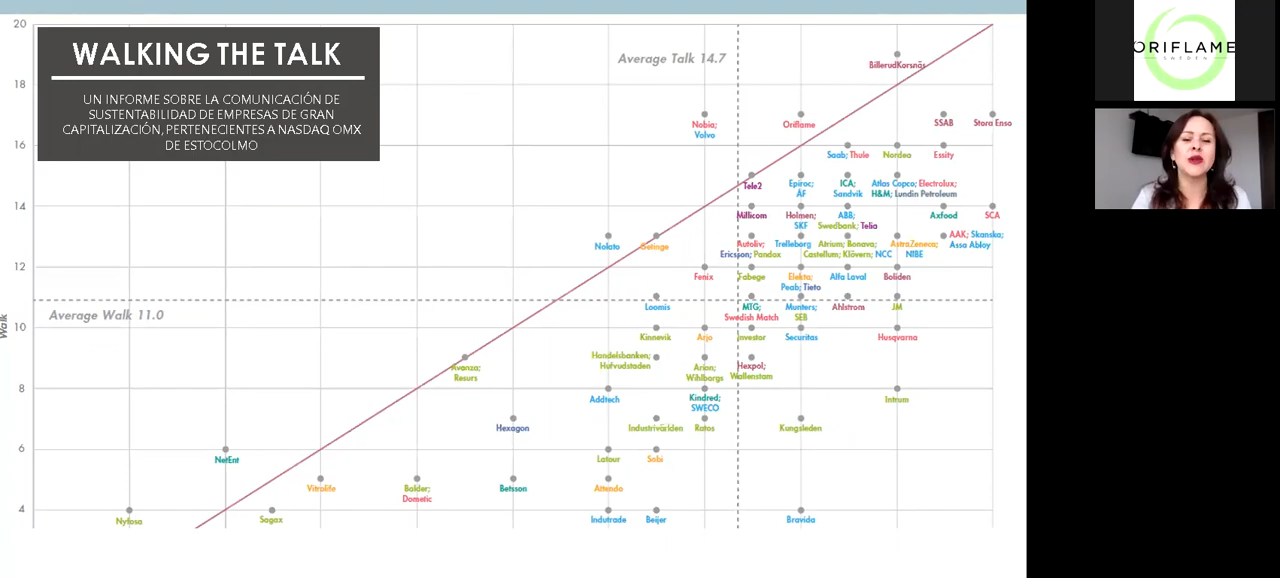 20
WALKING THE TALK
UN INFORME SOBRE LA COMUNICACIÓN DE
SUSTENTABILIDAD DE EMPRESAS DE GRAN
CAPITALIZACIÓN, PERTENECIENTES A NASDAQ OMX
DE ESTOCOLMO
Average Talk 14.7
BillerudKorsnäs
18
Nobia;
Volvo
Oriflame
SSAB
Stora Enso
16
Saab; Thule
Nordea
Essity
Tele2
Epiroc;
ÅF
ICA;
Sandvik
Atlas Copco; Electrolux;
H&M; Lundin Petroleum
14
Millicom
Holmen;
SKF
ABB;
Swedbank; Telia
Axfood
SCA
Nolato
Getinge
Autoliv;
Ericsson; Pandox
Trelleborg
Atrium; Bonava;
Castellum; Klövern; NCC
AstraZeneca;
NIBE
AAK; Skanska;
Assa Abloy
12
Fenix
Fabege
Elekta;
Peab; Tieto
Alfa Laval
Boliden
Average Walk 11.0
Loomis
MTG;
Swedish Match
Munters;
SEB
Ahlstrom
JM
Walk
10
Kinnevik
Arjo
Investor
Securitas
Husqvarna
Avanza;
Resurs
Handelsbanken;
Hufvudstaden
Arion;
Wihlborgs
Hexpol;
Wallenstam
8
Addtech
Kindred;
SWECO
Intrum
Hexagon
Industrivärlden
Ratos
Kungsleden
6
NetEnt
Latour
Sobi
Vitrolife
Balder;
Dometic
Betsson
Attendo
4
Nyfosa
Sagax
Indutrade
Beijer
Bravida
ORIFLAME
SWEDEN